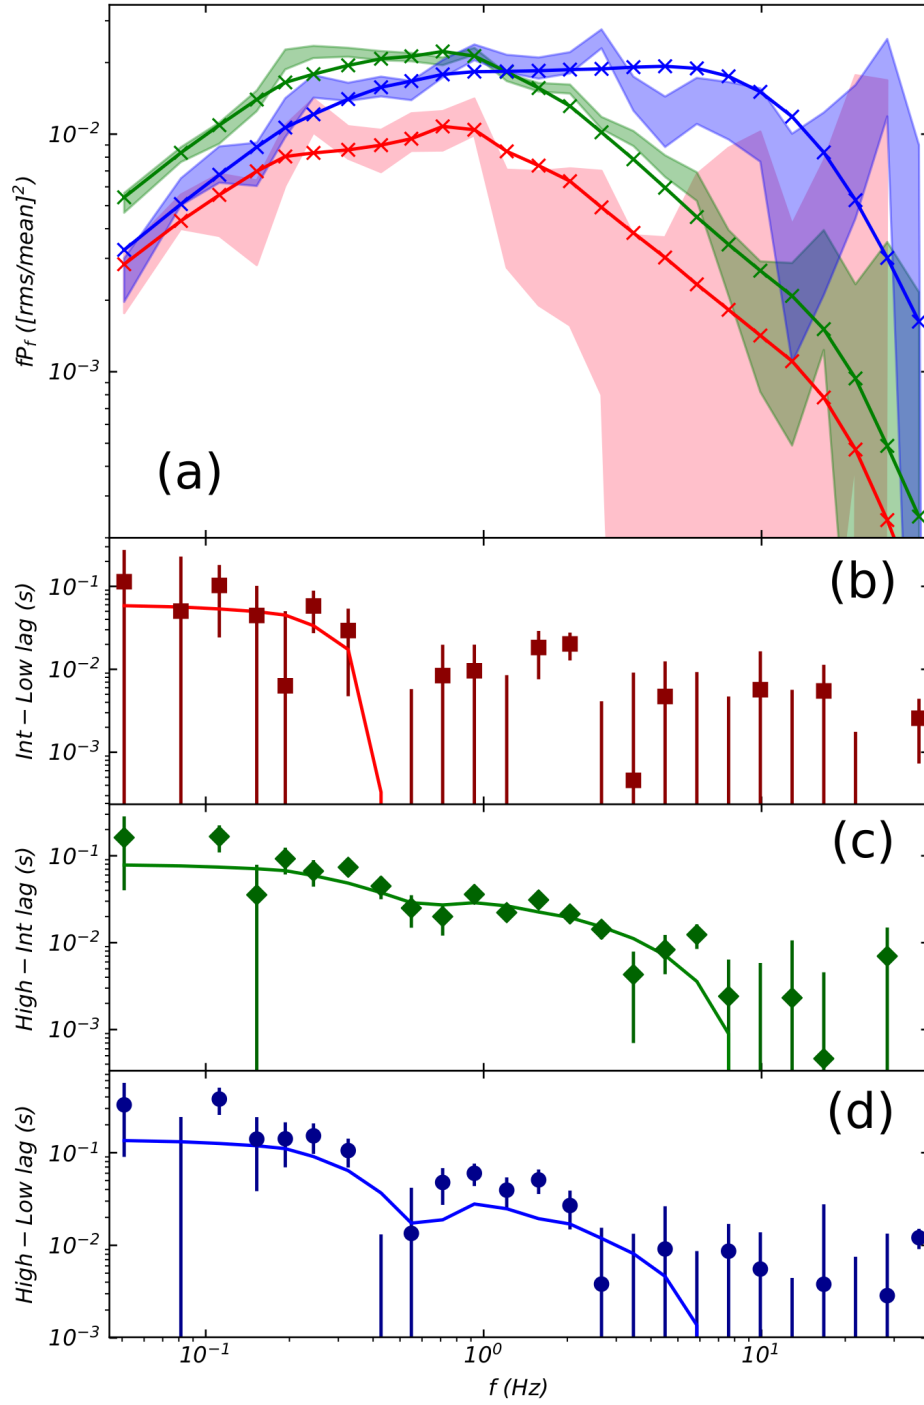 fP_f ([rms/mean]^2)
10^−2
10^−3
(a)
Int − Low lag (s)
10^−1
10^−2
10^−3
(b)
High − Int lag (s)
10^−1
10^−2
10^−3
(c)
High − Low lag (s)
10^−1
10^−2
10^−3
(d)
10^−1 10^0 10^1
f (Hz)